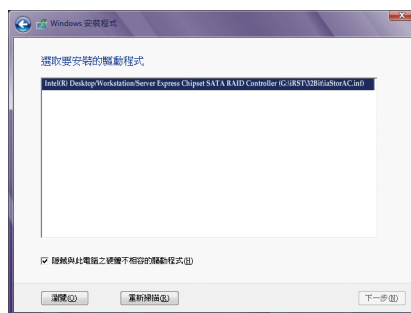 Windows 安裝程式
選取要安裝的驅動程式
Intel(R) Desktop/Workstation/Server Express Chipset SATA RAID Controller (G:\iRST\32Bit\iaStorAC.inf)
隱藏與此電腦之硬體不相容的驅動程式(H)
瀏覽(O) 重新掃描(R) 下一步(N)